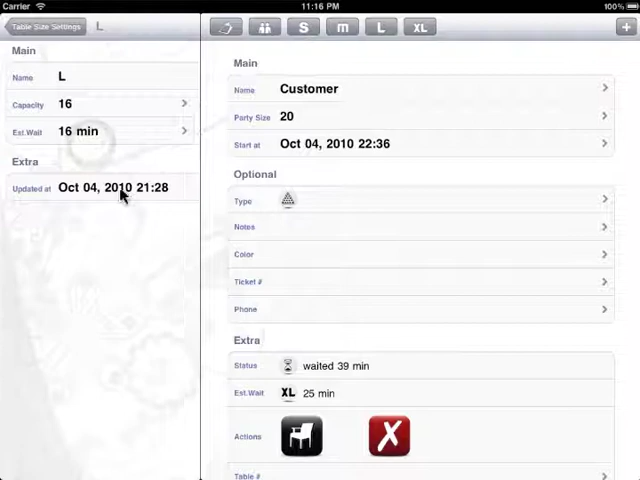 Carrier 11:16 PM 100%
Table Size Settings L S m L XL +
Main
Name L
Capacity 16
Est.Wait 16 min
Extra
Updated at Oct 04, 2010 21:28
Main
Name Customer
Party Size 20
Start at Oct 04, 2010 22:36
Optional
Type
Notes
Color
Ticket #
Phone
Extra
Status waited 39 min
Est.Wait XL 25 min
Actions
Table #